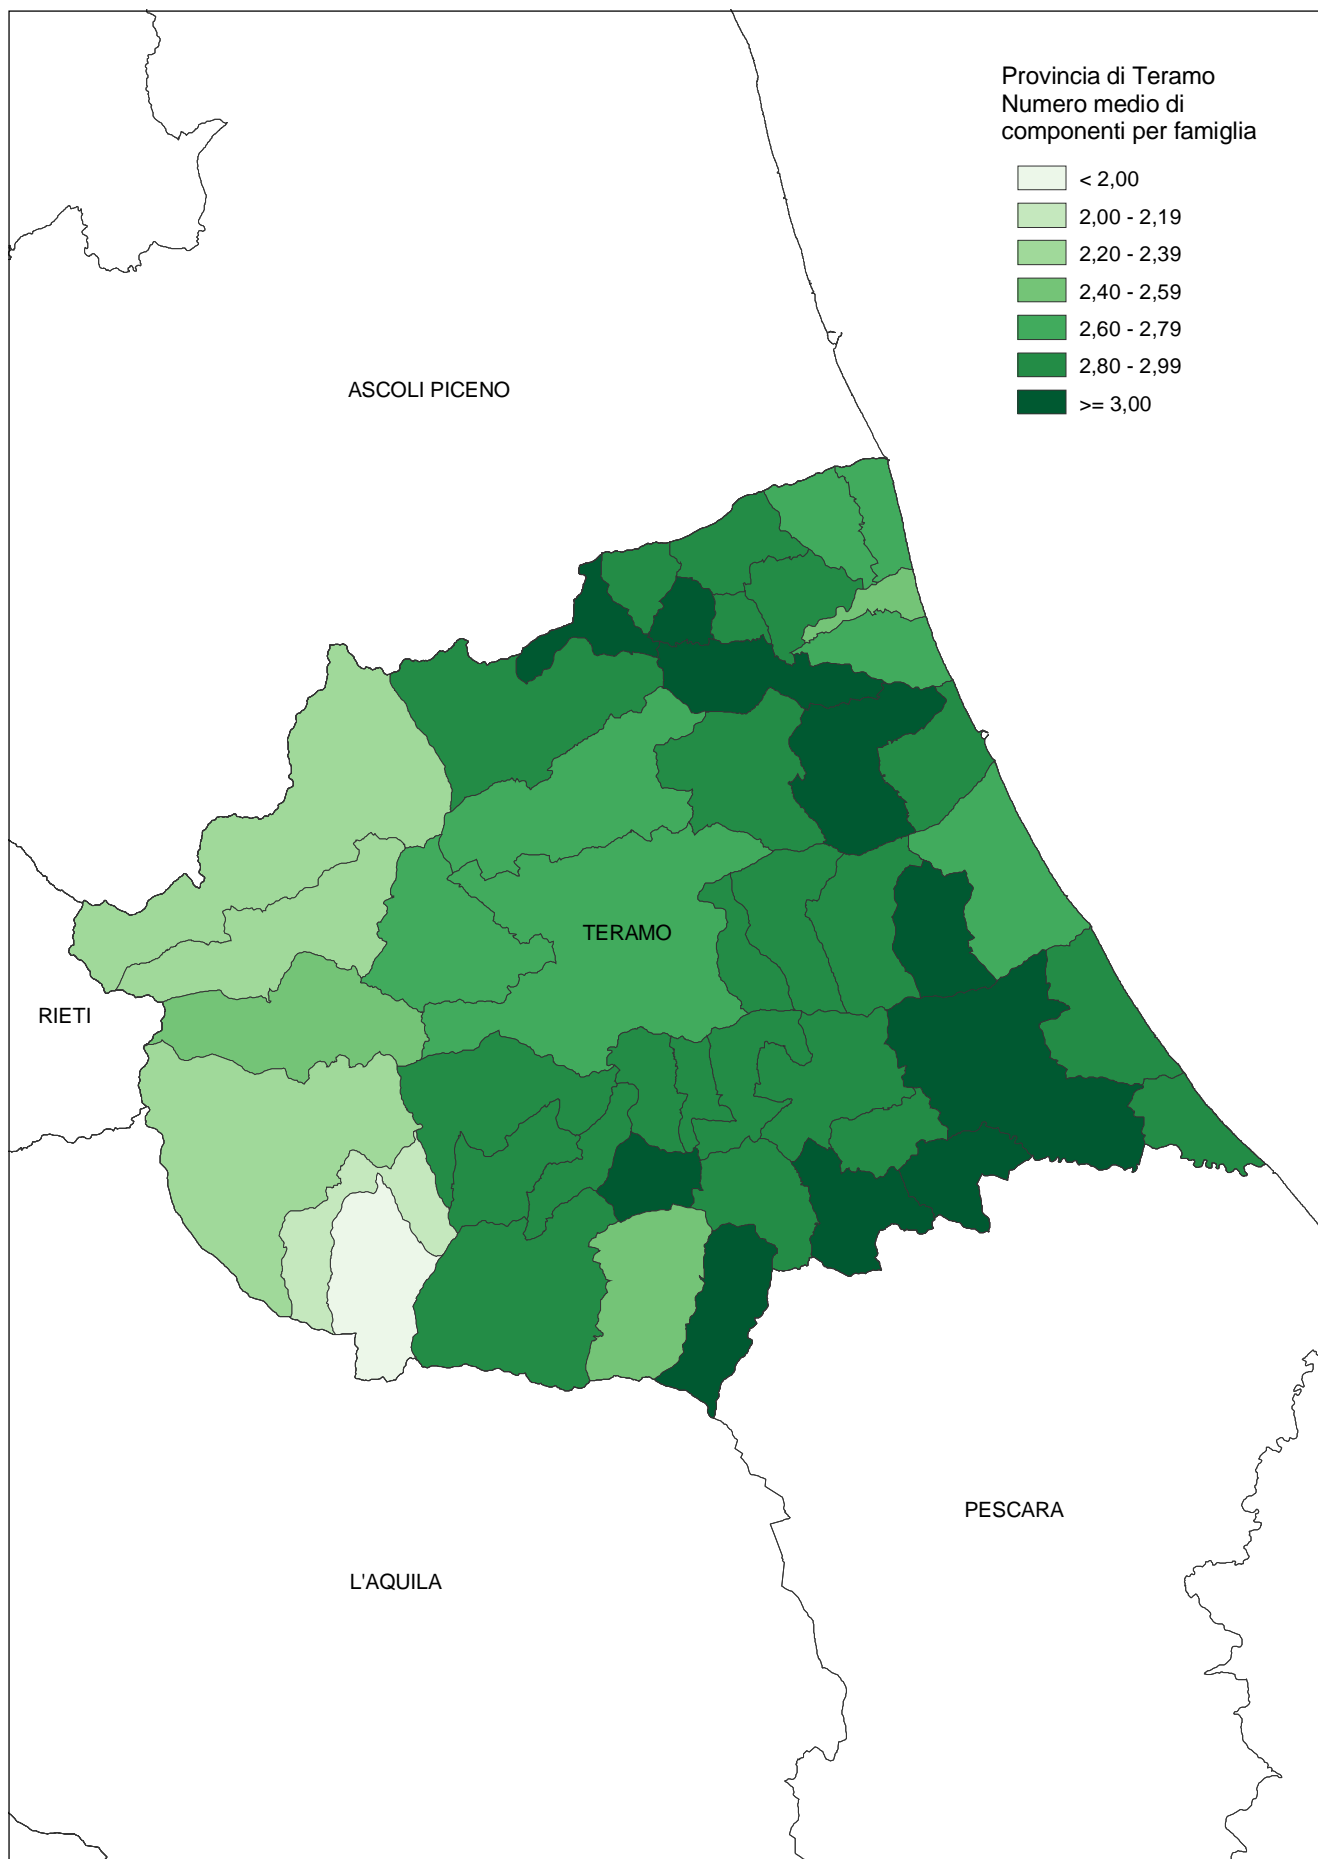 Provincia di Teramo
Numero medio di
componenti per famiglia
< 2,00
2,00 - 2,19
2,20 - 2,39
2,40 - 2,59
2,60 - 2,79
2,80 - 2,99
>= 3,00
ASCOLI PICENO
TERAMO
RIETI
PESCARA
L'AQUILA